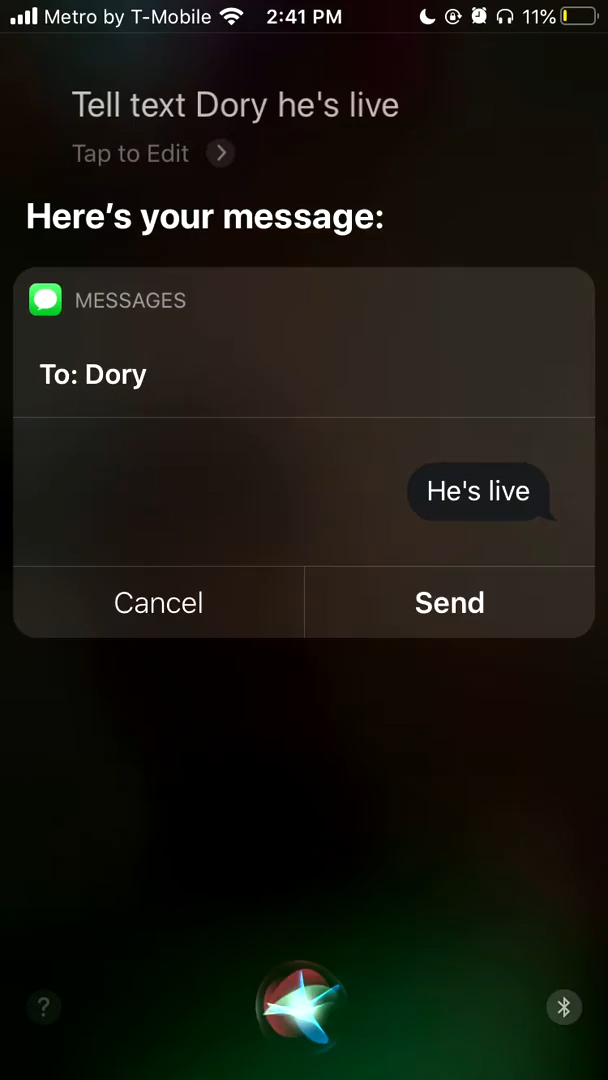 Metro by T-Mobile 2:41 PM 11%
Tell text Dory he's live
Tap to Edit
Here’s your message:
MESSAGES
To: Dory
He's live
Cancel Send
?